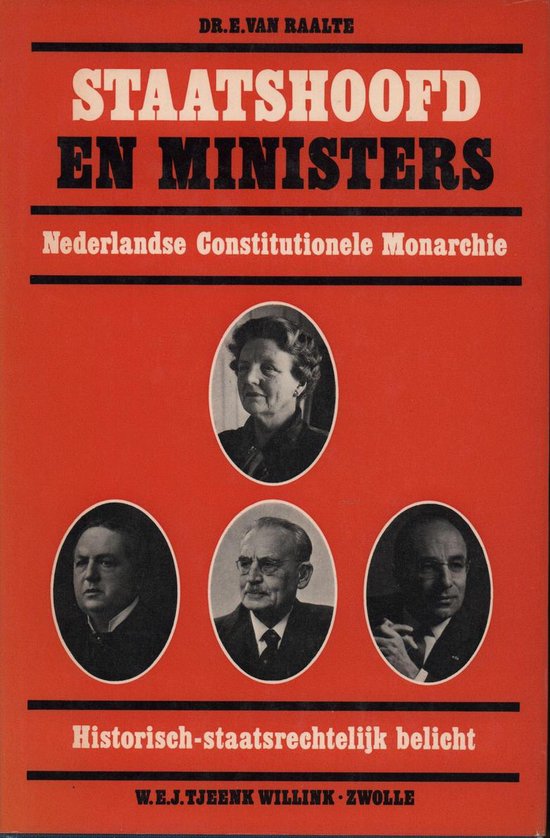 DR. E. VAN RAALTE
STAATSHOOFD
EN MINISTERS
Nederlandse Constitutionele Monarchie
Historisch-staatsrechtelijk belicht
W.E.J. TJEENK WILLINK · ZWOLLE